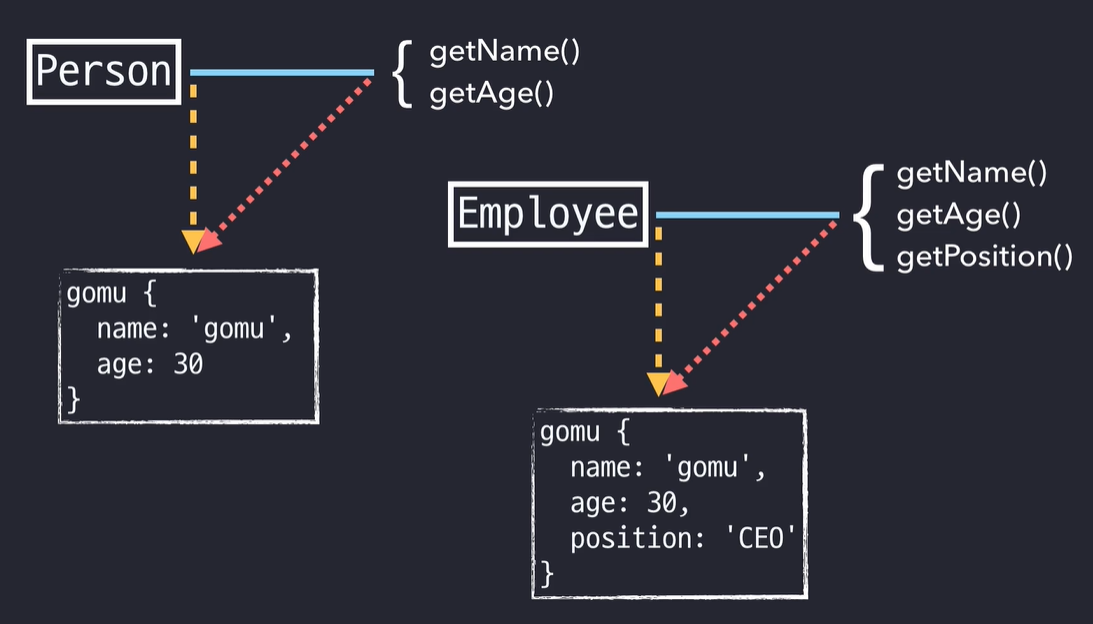 Person
getName()
getAge()
gomu {
name: 'gomu',
age: 30
}
Employee
getName()
getAge()
getPosition()
gomu {
name: 'gomu',
age: 30,
position: 'CEO'
}